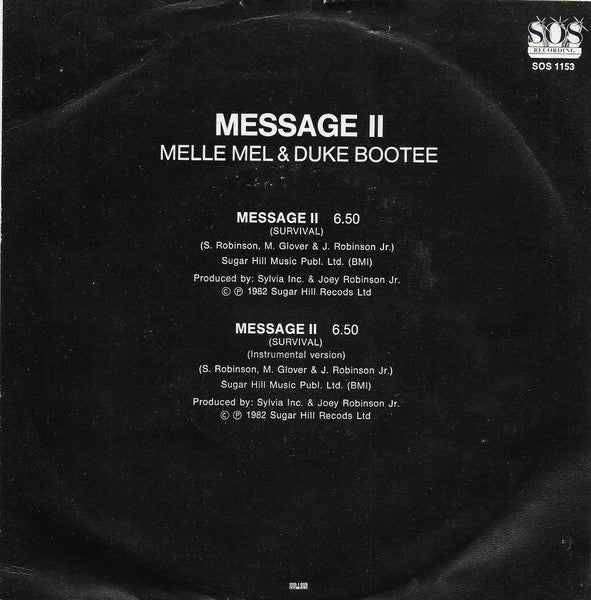 SOS
RECORDING
SOS 1153
MESSAGE II
MELLE MEL & DUKE BOOTEE
MESSAGE II 6.50
(SURVIVAL)
(S. Robinson, M. Glover & J. Robinson Jr.)
Sugar Hill Music Publ. Ltd. (BMI)
Produced by: Sylvia Inc. & Joey Robinson Jr.
© ℗ 1982 Sugar Hill Records Ltd
MESSAGE II 6.50
(SURVIVAL)
(Instrumental version)
(S. Robinson, M. Glover & J. Robinson Jr.)
Sugar Hill Music Publ. Ltd. (BMI)
Produced by: Sylvia Inc. & Joey Robinson Jr.
© ℗ 1982 Sugar Hill Records Ltd